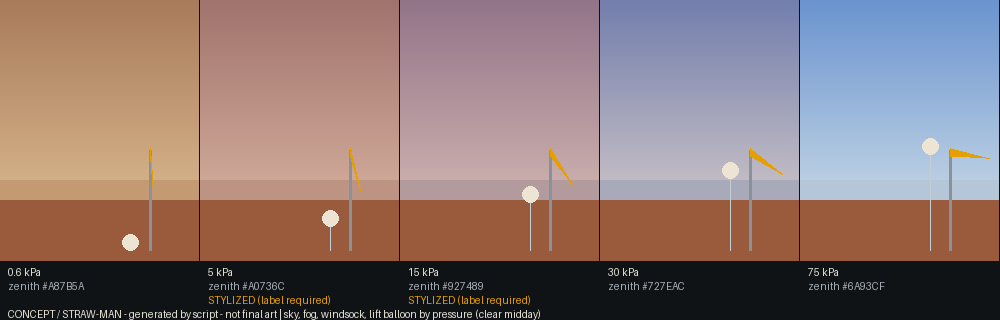 0.6 kPa
zenith #A87B5A
5 kPa
zenith #A0736C
STYLIZED (label required)
15 kPa
zenith #927489
STYLIZED (label required)
30 kPa
zenith #727EAC
75 kPa
zenith #6A93CF
CONCEPT / STRAW-MAN - generated by script - not final art | sky, fog, windsock, lift balloon by pressure (clear midday)